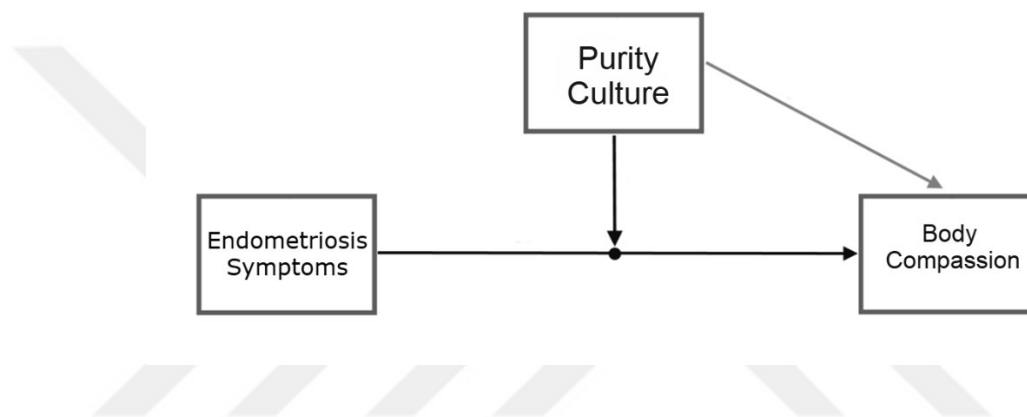 Purity
Culture
Endometriosis
Symptoms
Body
Compassion